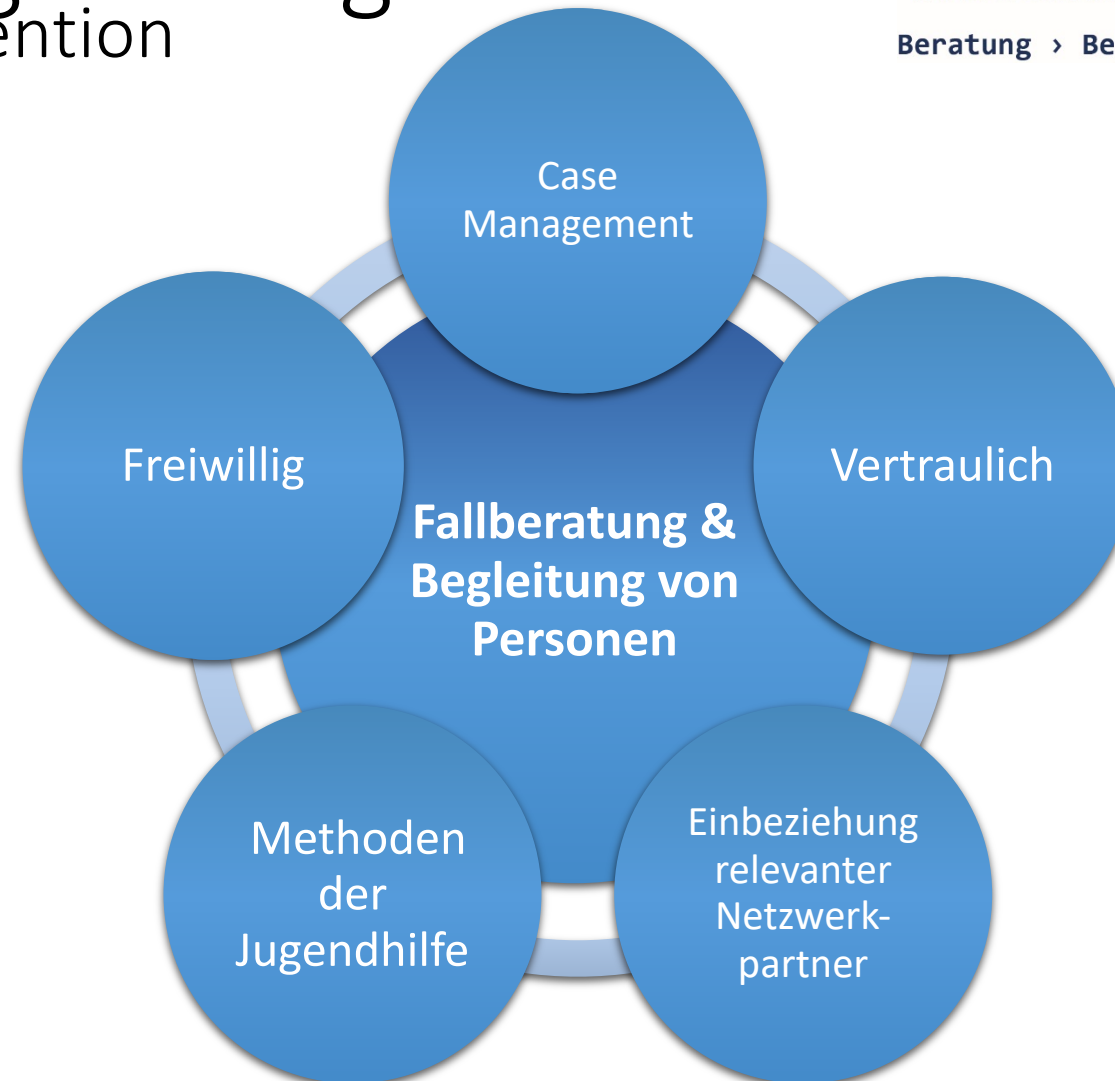 ention
Beratung › Be
Case
Management
Freiwillig
Vertraulich
Fallberatung &
Begleitung von
Personen
Methoden
der
Jugendhilfe
Einbeziehung
relevanter
Netzwerk-
partner